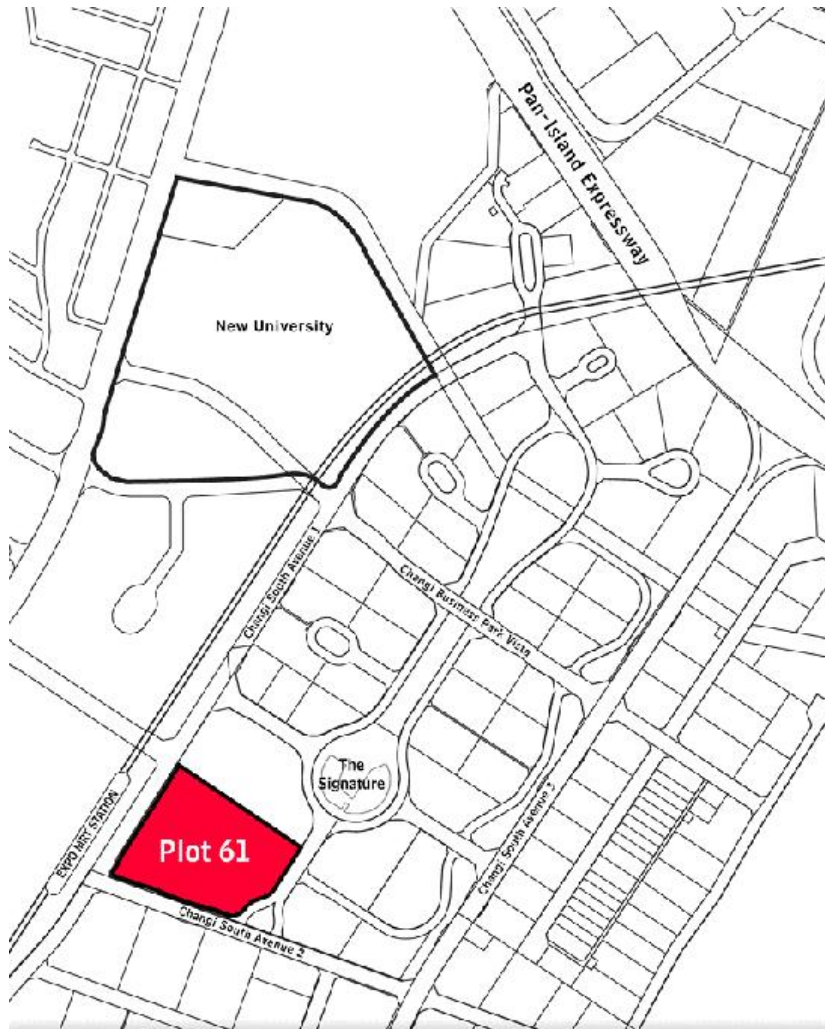 Pan-Island Expressway
New University
Changi South Avenue 1
Changi Business Park Vista
The
Signature
EXPO MRT STATION
Plot 61
Changi South Avenue 3
Changi South Avenue 2